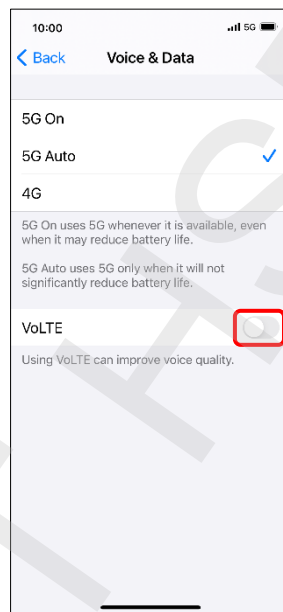 10:00
5G
Back
Voice & Data
5G On
5G Auto
4G
5G On uses 5G whenever it is available, even
when it may reduce battery life.
5G Auto uses 5G only when it will not
significantly reduce battery life.
VoLTE
Using VoLTE can improve voice quality.